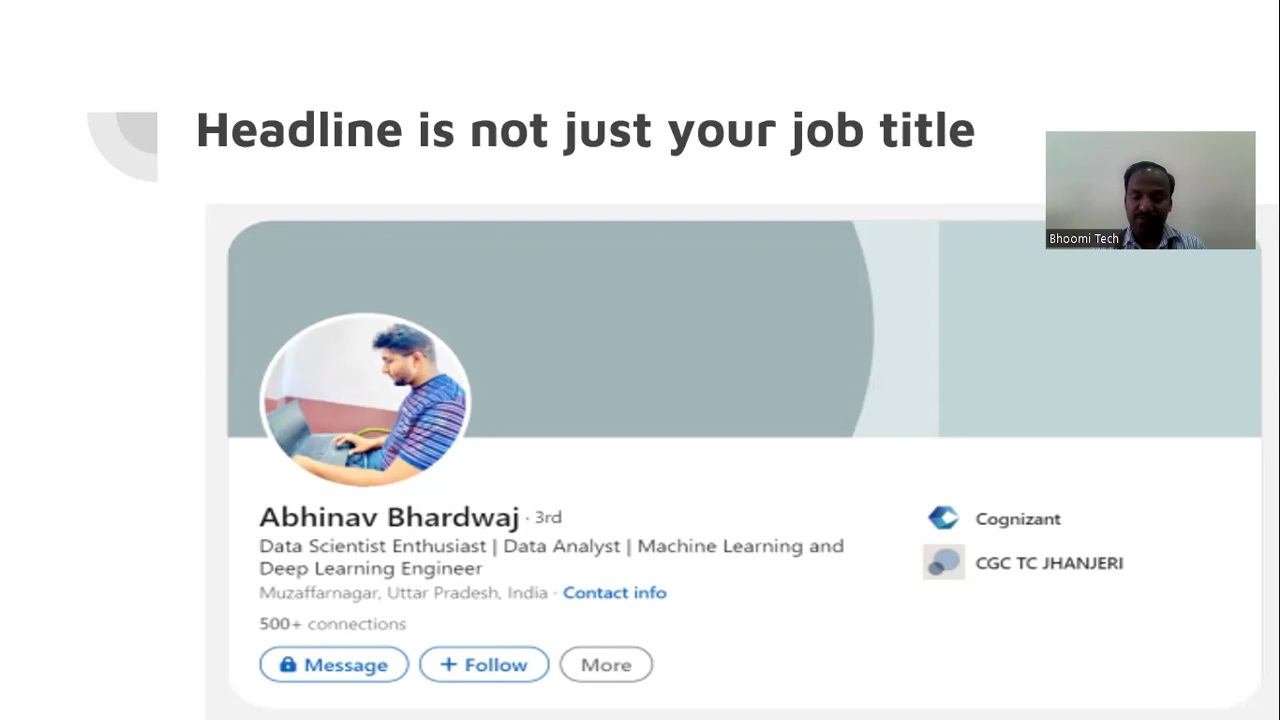 Headline is not just your job title
Bhoomi Tech
Abhinav Bhardwaj · 3rd
Data Scientist Enthusiast | Data Analyst | Machine Learning and
Deep Learning Engineer
Muzaffarnagar, Uttar Pradesh, India · Contact info
500+ connections
Message
+ Follow
More
Cognizant
CGC TC JHANJERI